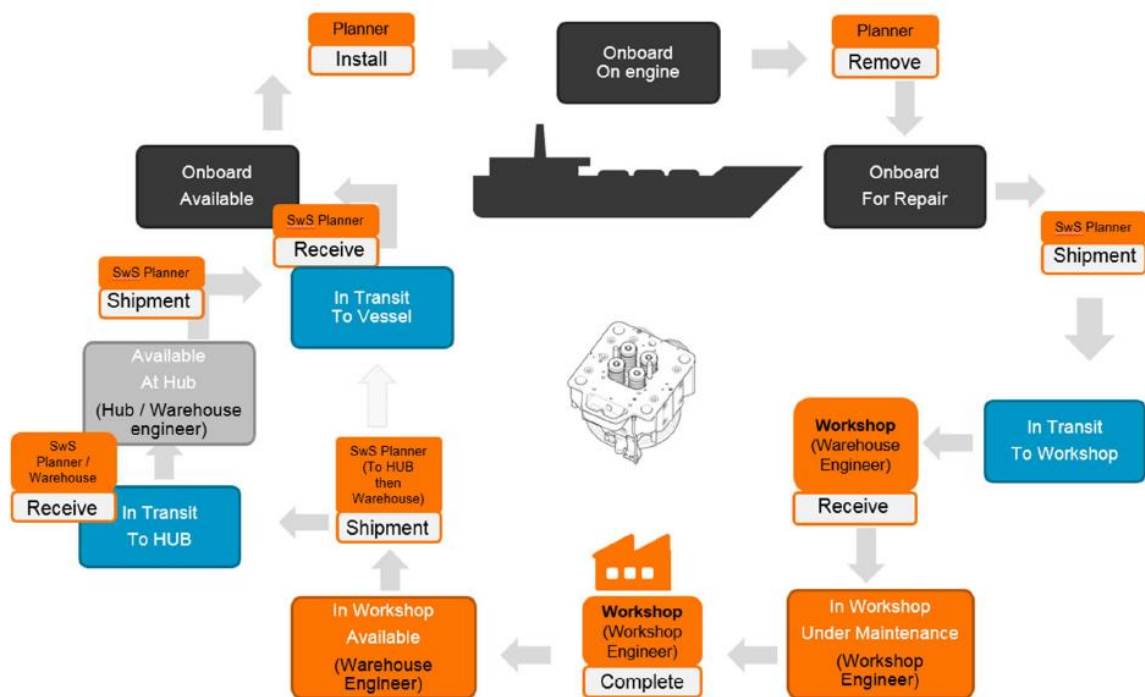 Planner
Install
Onboard
On engine
Planner
Remove
Onboard
Available
Onboard
For Repair
SwS Planner
Receive
SwS Planner
Shipment
SwS Planner
Shipment
In Transit
To Vessel
Available
At Hub
(Hub / Warehouse
engineer)
SwS
Planner /
Warehouse
Receive
In Transit
To HUB
SwS Planner
(To HUB
then
Warehouse)
Shipment
Workshop
(Warehouse
Engineer)
Receive
In Transit
To Workshop
In Workshop
Available
(Warehouse
Engineer)
Workshop
(Workshop
Engineer)
Complete
In Workshop
Under Maintenance
(Workshop
Engineer)